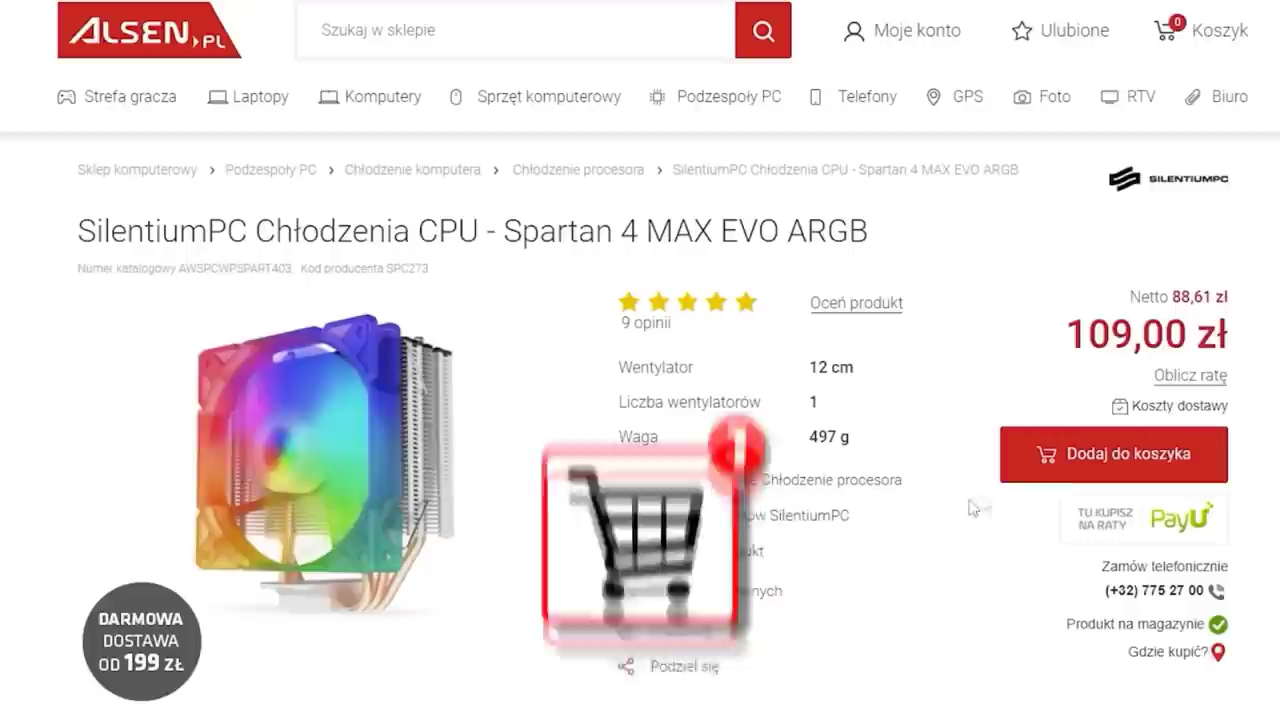 ALSEN.PL
Szukaj w sklepie
Moje konto
Ulubione
0
Koszyk
Strefa gracza
Laptopy
Komputery
Sprzęt komputerowy
Podzespoły PC
Telefony
GPS
Foto
RTV
Biuro
Sklep komputerowy > Podzespoły PC > Chłodzenie komputera > Chłodzenie procesora > SilentiumPC Chłodzenia CPU - Spartan 4 MAX EVO ARGB
SILENTIUMPC
SilentiumPC Chłodzenia CPU - Spartan 4 MAX EVO ARGB
Numer katalogowy AWSPCWPSPART403, Kod producenta SPC273
9 opinii
Oceń produkt
Wentylator 12 cm
Liczba wentylatorów 1
Waga 497 g
Chłodzenie procesora
SilentiumPC
Podziel się
DARMOWA
DOSTAWA
OD 199 ZŁ
Netto 88,61 zł
109,00 zł
Oblicz ratę
Koszty dostawy
Dodaj do koszyka
TU KUPISZ
NA RATY
PayU
Zamów telefonicznie
(+32) 775 27 00
Produkt na magazynie
Gdzie kupić?